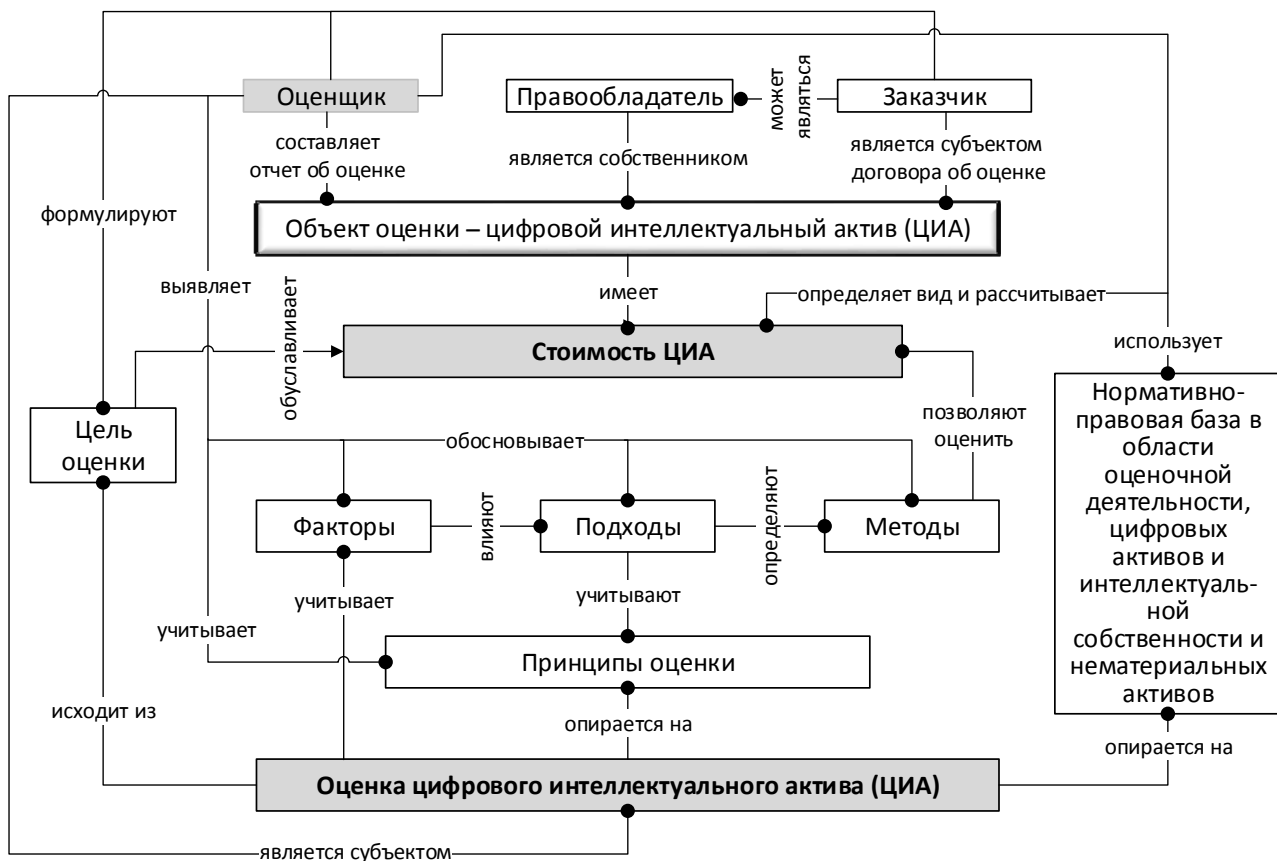 Оценщик
Правообладатель
может
являться
Заказчик
составляет
отчет об оценке
является собственником
является субъектом
договора об оценке
формулируют
Объект оценки – цифровой интеллектуальный актив (ЦИА)
выявляет
обуславливает
имеет
определяет вид и рассчитывает
Стоимость ЦИА
использует
Цель
оценки
обосновывает
позволяют
оценить
Нормативно-
правовая база в
области
оценочной
деятельности,
цифровых
активов и
интеллектуаль-
ной
собственности и
нематериальных
активов
Факторы
влияют
Подходы
определяют
Методы
учитывает
учитывают
учитывает
Принципы оценки
исходит из
опирается на
опирается на
Оценка цифрового интеллектуального актива (ЦИА)
является субъектом